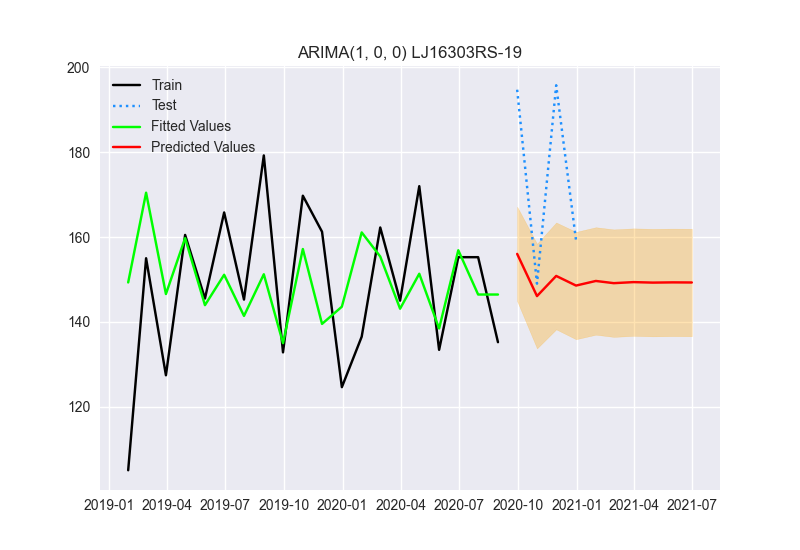 ARIMA(1, 0, 0) LJ16303RS-19
200
180
160
140
120
Train
Test
Fitted Values
Predicted Values
2019-01 2019-04 2019-07 2019-10 2020-01 2020-04 2020-07 2020-10 2021-01 2021-04 2021-07